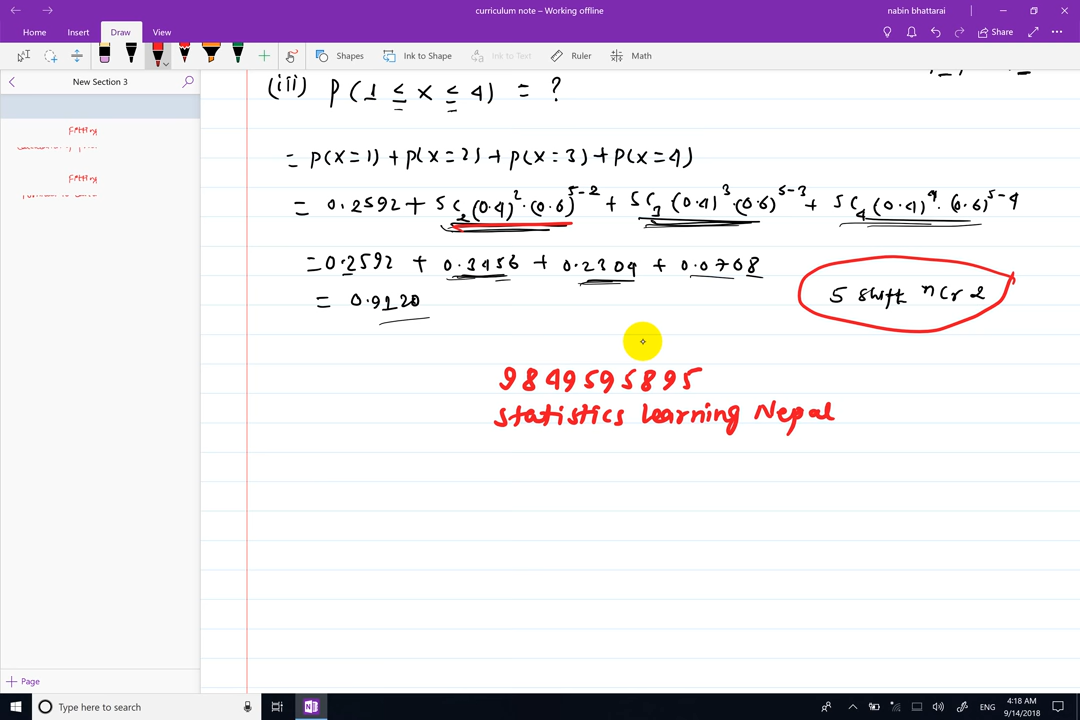 curriculum note – Working offline
nabin bhattarai
Home Insert Draw View
Share
Shapes Ink to Shape Ink to Text Ruler Math
New Section 3
(iii) P(1 ≤ x ≤ 4) = ?
= P(X=1) + P(X=2) + P(X=3) + P(X=4)
= 0.2592 + 5C₂(0.4)²·(0.6)⁵⁻² + 5C₃(0.4)³·(0.6)⁵⁻³ + 5C₄(0.4)⁴·(0.6)⁵⁻⁴
= 0.2592 + 0.3456 + 0.2304 + 0.0768
5 shift nCr 2
= 0.9120
9849595895
Statistics learning Nepal
Page
Type here to search
ENG
4:18 AM
9/14/2018